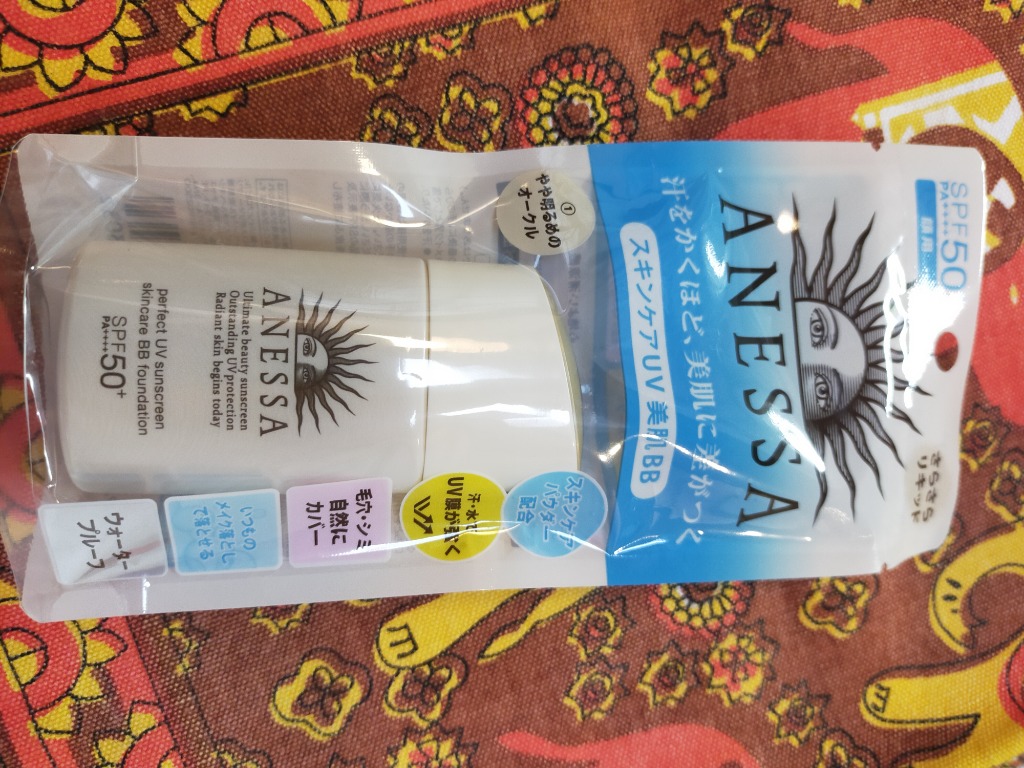 SPF50+
PA++++
顔用
ANESSA
汗をかくほど、美肌に差がつく
スキンケアUV 美肌BB
さらさら
リキッド
①
やや明るめの
オークル
ANESSA
Ultimate beauty sunscreen
Outstanding UV protection
Radiant skin begins today
perfect UV sunscreen
skincare BB foundation
SPF50+
PA++++
スキンケア
パウダー
配合
汗・水で
UV膜が強く
毛穴・シミ
自然に
カバー
いつもの
メイク落とし
で落とせる
ウォーター
プルーフ